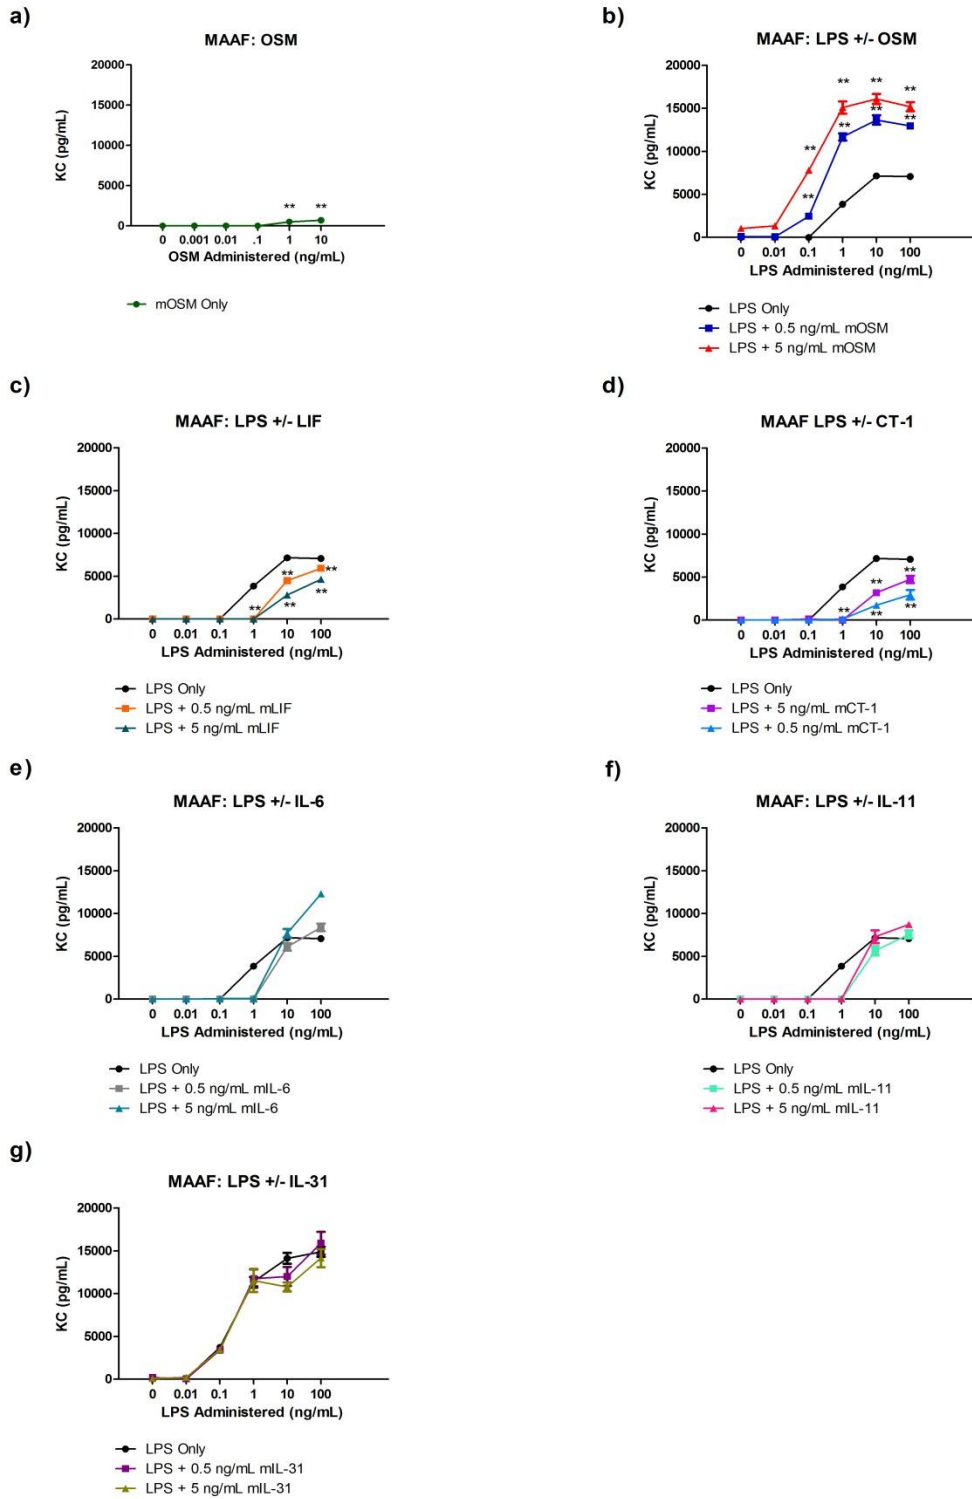 a)
MAAF: OSM
20000
15000
10000
5000
0
KC (pg/mL)
** **
0 0.001 0.01 .1 1 10
OSM Administered (ng/mL)
mOSM Only
b)
MAAF: LPS +/- OSM
20000
15000
10000
5000
0
KC (pg/mL)
** ** **
** ** **
**
**
0 0.01 0.1 1 10 100
LPS Administered (ng/mL)
LPS Only
LPS + 0.5 ng/mL mOSM
LPS + 5 ng/mL mOSM
c)
MAAF: LPS +/- LIF
20000
15000
10000
5000
0
KC (pg/mL)
** ** **
** **
0 0.01 0.1 1 10 100
LPS Administered (ng/mL)
LPS Only
LPS + 0.5 ng/mL mLIF
LPS + 5 ng/mL mLIF
d)
MAAF LPS +/- CT-1
20000
15000
10000
5000
0
KC (pg/mL)
** ** **
** **
0 0.01 0.1 1 10 100
LPS Administered (ng/mL)
LPS Only
LPS + 5 ng/mL mCT-1
LPS + 0.5 ng/mL mCT-1
e)
MAAF: LPS +/- IL-6
20000
15000
10000
5000
0
KC (pg/mL)
0 0.01 0.1 1 10 100
LPS Administered (ng/mL)
LPS Only
LPS + 0.5 ng/mL mIL-6
LPS + 5 ng/mL mIL-6
f)
MAAF: LPS +/- IL-11
20000
15000
10000
5000
0
KC (pg/mL)
0 0.01 0.1 1 10 100
LPS Administered (ng/mL)
LPS Only
LPS + 0.5 ng/mL mIL-11
LPS + 5 ng/mL mIL-11
g)
MAAF: LPS +/- IL-31
20000
15000
10000
5000
0
KC (pg/mL)
0 0.01 0.1 1 10 100
LPS Administered (ng/mL)
LPS Only
LPS + 0.5 ng/mL mIL-31
LPS + 5 ng/mL mIL-31